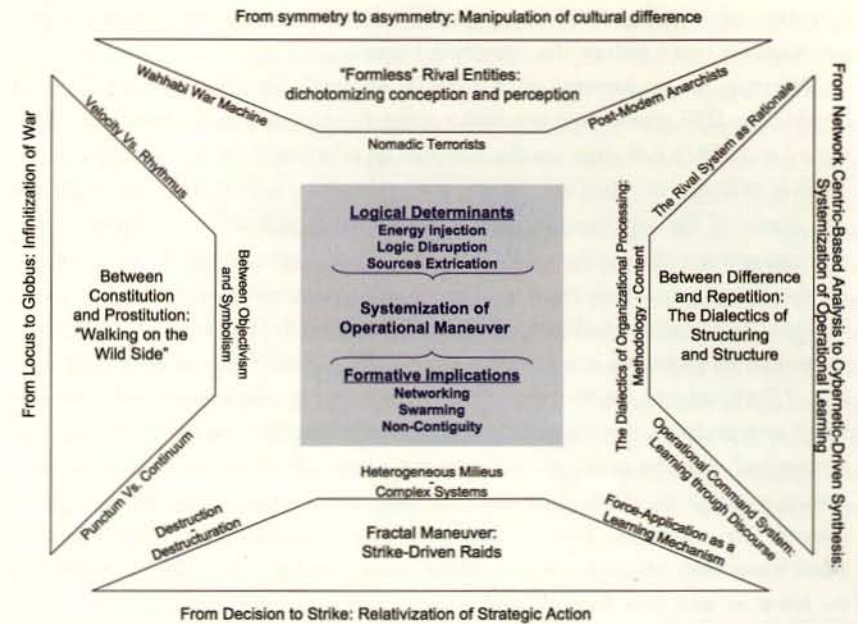 From symmetry to asymmetry: Manipulation of cultural difference
Wahhabi War Machine
"Formless" Rival Entities:
dichotomizing conception and perception
Post-Modern Anarchists
Nomadic Terrorists
From Locus to Globus: Infinitization of War
Velocity Vs. Rhythmus
Between
Constitution
and Prostitution:
"Walking on the
Wild Side"
Between Objectivism
and Symbolism
Punctum Vs. Continuum
Logical Determinants
Energy Injection
Logic Disruption
Sources Extrication
Systemization of
Operational Maneuver
Formative Implications
Networking
Swarming
Non-Contiguity
The Dialectics of Organizational Processing:
Methodology - Content
The Rival System as Rationale
Between Difference
and Repetition:
The Dialectics of
Structuring
and Structure
Operational Command System:
Learning through Discourse
From Network Centric-Based Analysis to Cybernetic-Driven Synthesis:
Systemization of Operational Learning
Heterogeneous Milieus
-
Complex Systems
Destruction
-
Destructuration
Fractal Maneuver:
Strike-Driven Raids
Force-Application as a
Learning Mechanism
From Decision to Strike: Relativization of Strategic Action